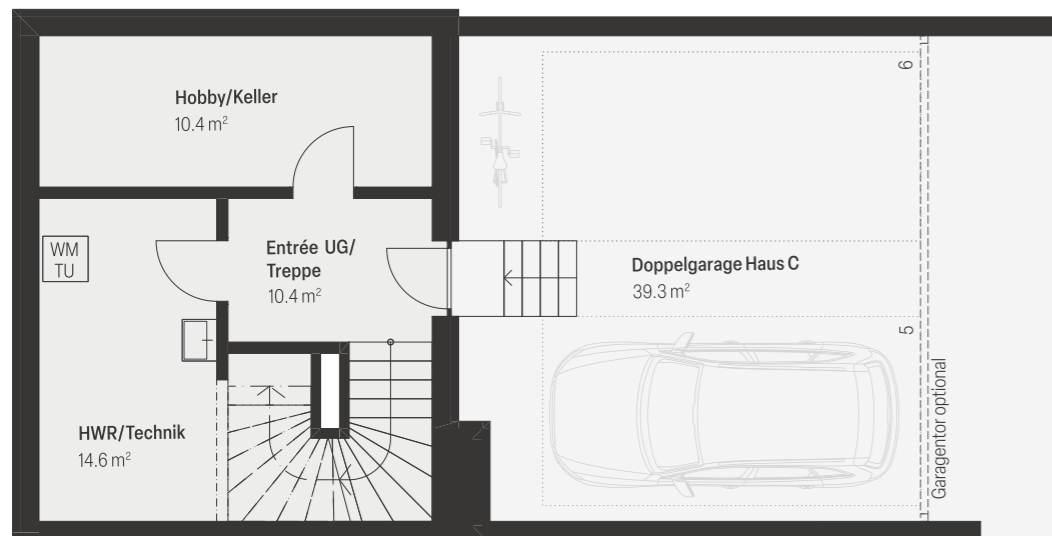 Hobby/Keller
10.4 m²
WM
TU
Entrée UG/
Treppe
10.4 m²
HWR/Technik
14.6 m²
Doppelgarage Haus C
39.3 m²
6
5
Garagentor optional